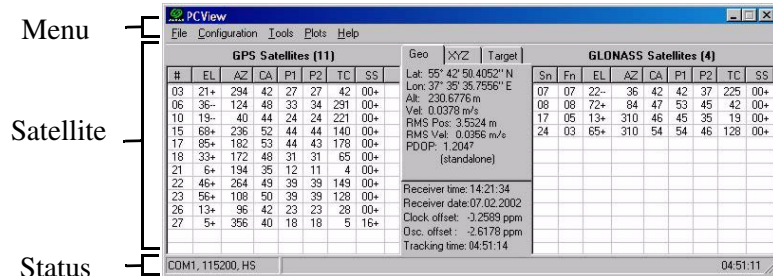 PCView
Menu
File Configuration Tools Plots Help
GPS Satellites (11)
# EL AZ CA P1 P2 TC SS
03 21+ 294 42 27 27 42 00+
06 36-- 124 48 33 34 291 00+
10 19-- 40 44 24 24 221 00+
15 68+ 236 52 44 44 140 00+
17 85+ 182 53 44 43 178 00+
18 33+ 172 48 31 31 65 00+
21 6+ 194 35 12 11 4 00+
22 46+ 264 49 39 39 149 00+
23 56+ 108 50 39 39 128 00+
26 13+ 96 42 23 23 28 00+
27 5+ 356 40 18 18 5 16+
Satellite
Geo XYZ Target
Lat: 55° 42' 50.4052'' N
Lon: 37° 35' 35.7556'' E
Alt: 230.6776 m
Vel: 0.0378 m/s
RMS Pos: 3.5524 m
RMS Vel: 0.0356 m/s
PDOP: 1.2047
(standalone)
Receiver time: 14:21:34
Receiver date: 07.02.2002
Clock offset: -0.2589 ppm
Osc. offset : -2.6178 ppm
Tracking time: 04:51:14
GLONASS Satellites (4)
Sn Fn EL AZ CA P1 P2 TC SS
07 07 22-- 36 42 42 37 225 00+
08 08 72+ 84 47 53 45 42 00+
17 05 13+ 310 46 45 35 19 00+
24 03 65+ 310 54 54 46 128 00+
Status
COM1, 115200, HS
04:51:11